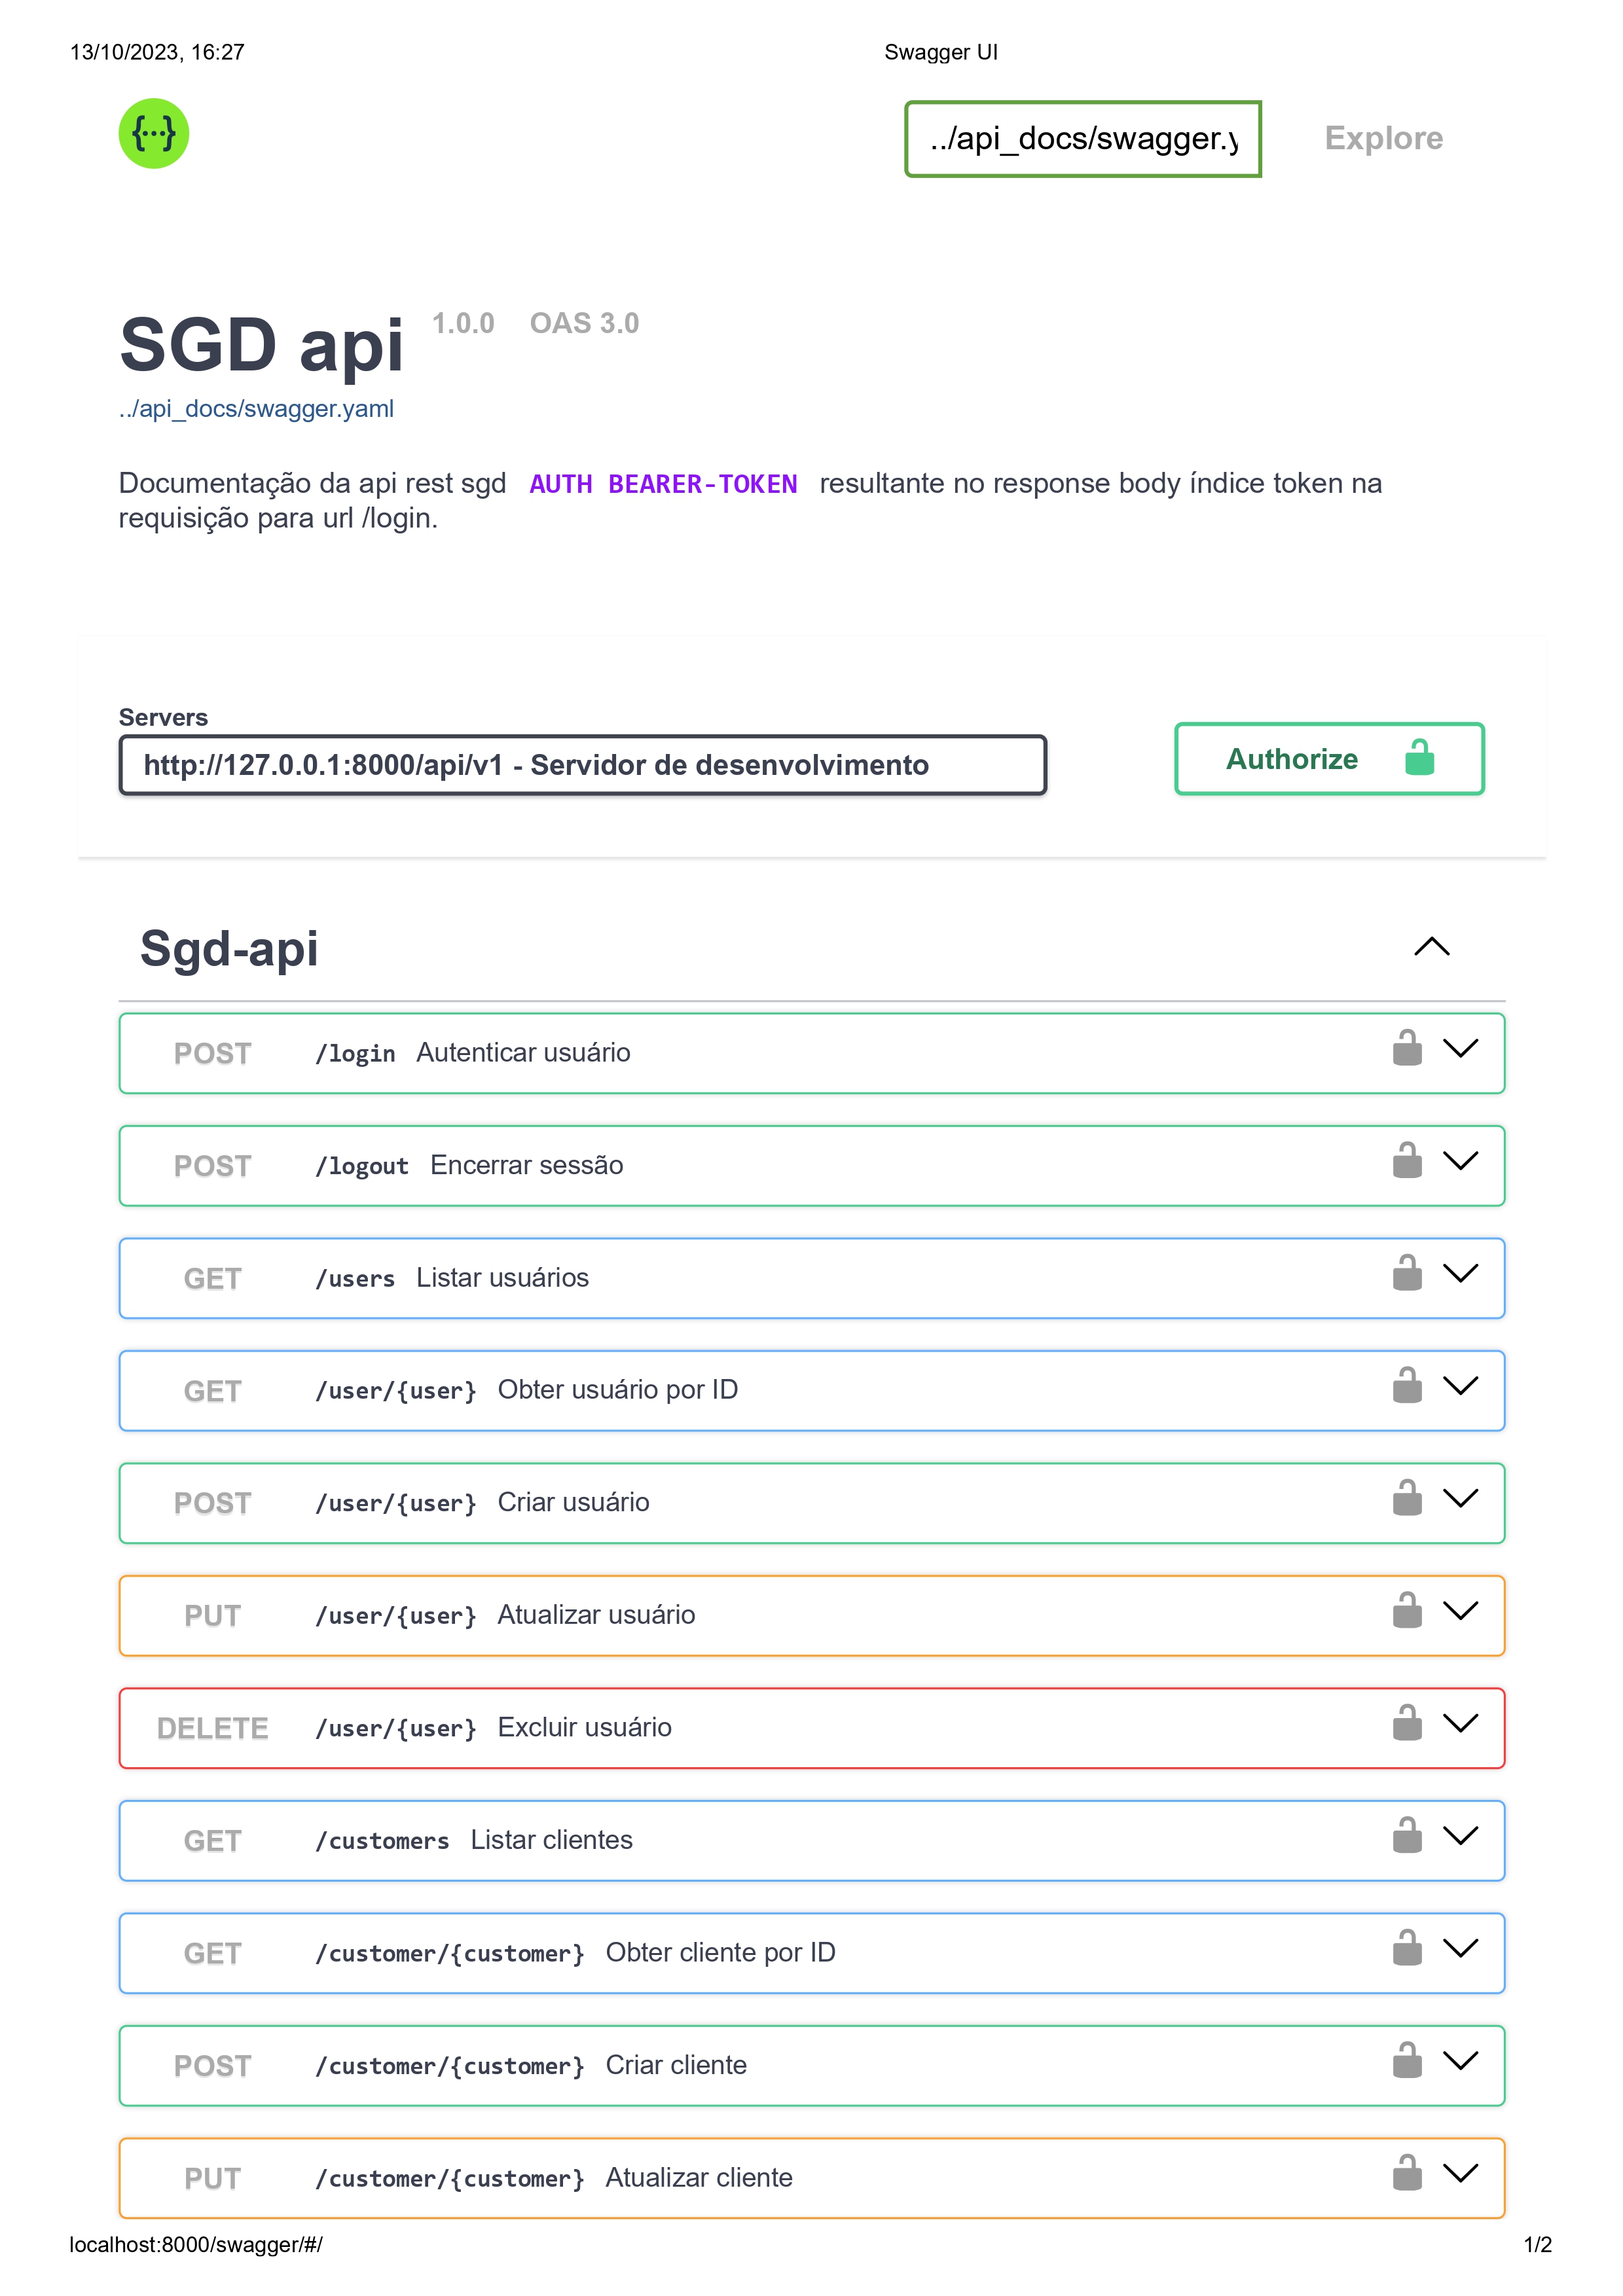 13/10/2023, 16:27 Swagger UI
{···} ../api_docs/swagger.y Explore
SGD api 1.0.0 OAS 3.0
../api_docs/swagger.yaml
Documentação da api rest sgd AUTH BEARER-TOKEN resultante no response body índice token na
requisição para url /login.
Servers
http://127.0.0.1:8000/api/v1 - Servidor de desenvolvimento
Authorize
Sgd-api
POST /login Autenticar usuário
POST /logout Encerrar sessão
GET /users Listar usuários
GET /user/{user} Obter usuário por ID
POST /user/{user} Criar usuário
PUT /user/{user} Atualizar usuário
DELETE /user/{user} Excluir usuário
GET /customers Listar clientes
GET /customer/{customer} Obter cliente por ID
POST /customer/{customer} Criar cliente
PUT /customer/{customer} Atualizar cliente
localhost:8000/swagger/#/ 1/2